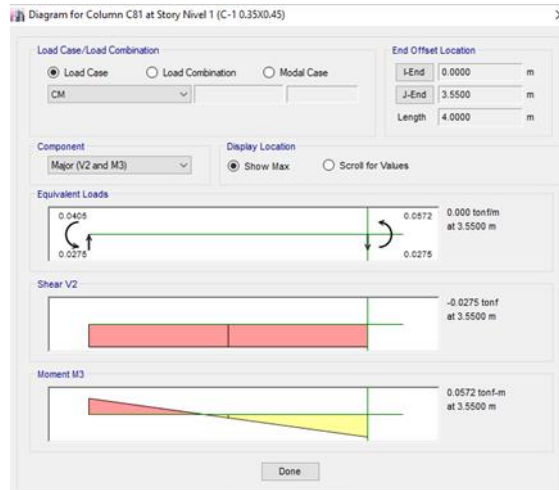 Diagram for Column C81 at Story Nivel 1 (C-1 0.35X0.45)
Load Case/Load Combination
Load Case Load Combination Modal Case
CM
End Offset Location
I-End 0.0000 m
J-End 3.5500 m
Length 4.0000 m
Component
Major (V2 and M3)
Display Location
Show Max Scroll for Values
Equivalent Loads
0.0405 0.0572
0.0275 0.0275
0.000 tonf/m
at 3.5500 m
Shear V2
-0.0275 tonf
at 3.5500 m
Moment M3
0.0572 tonf-m
at 3.5500 m
Done